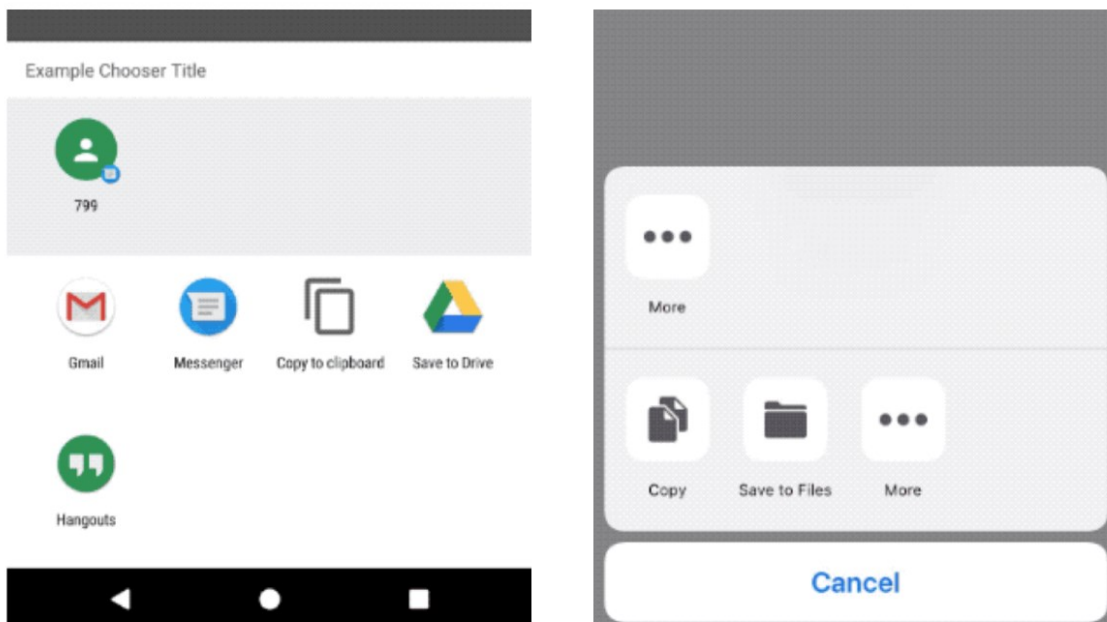 Example Chooser Title
799
Gmail Messenger Copy to clipboard Save to Drive
Hangouts
More
Copy Save to Files More
Cancel